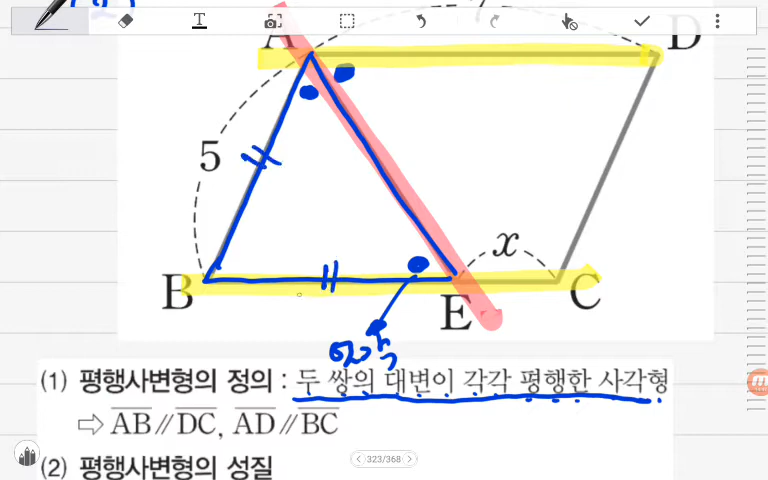 7
A
D
5
x
B
E
C
엇각
(1) 평행사변형의 정의 : 두 쌍의 대변이 각각 평행한 사각형
⇨ AB∥DC, AD∥BC
323/368
(2) 평행사변형의 성질